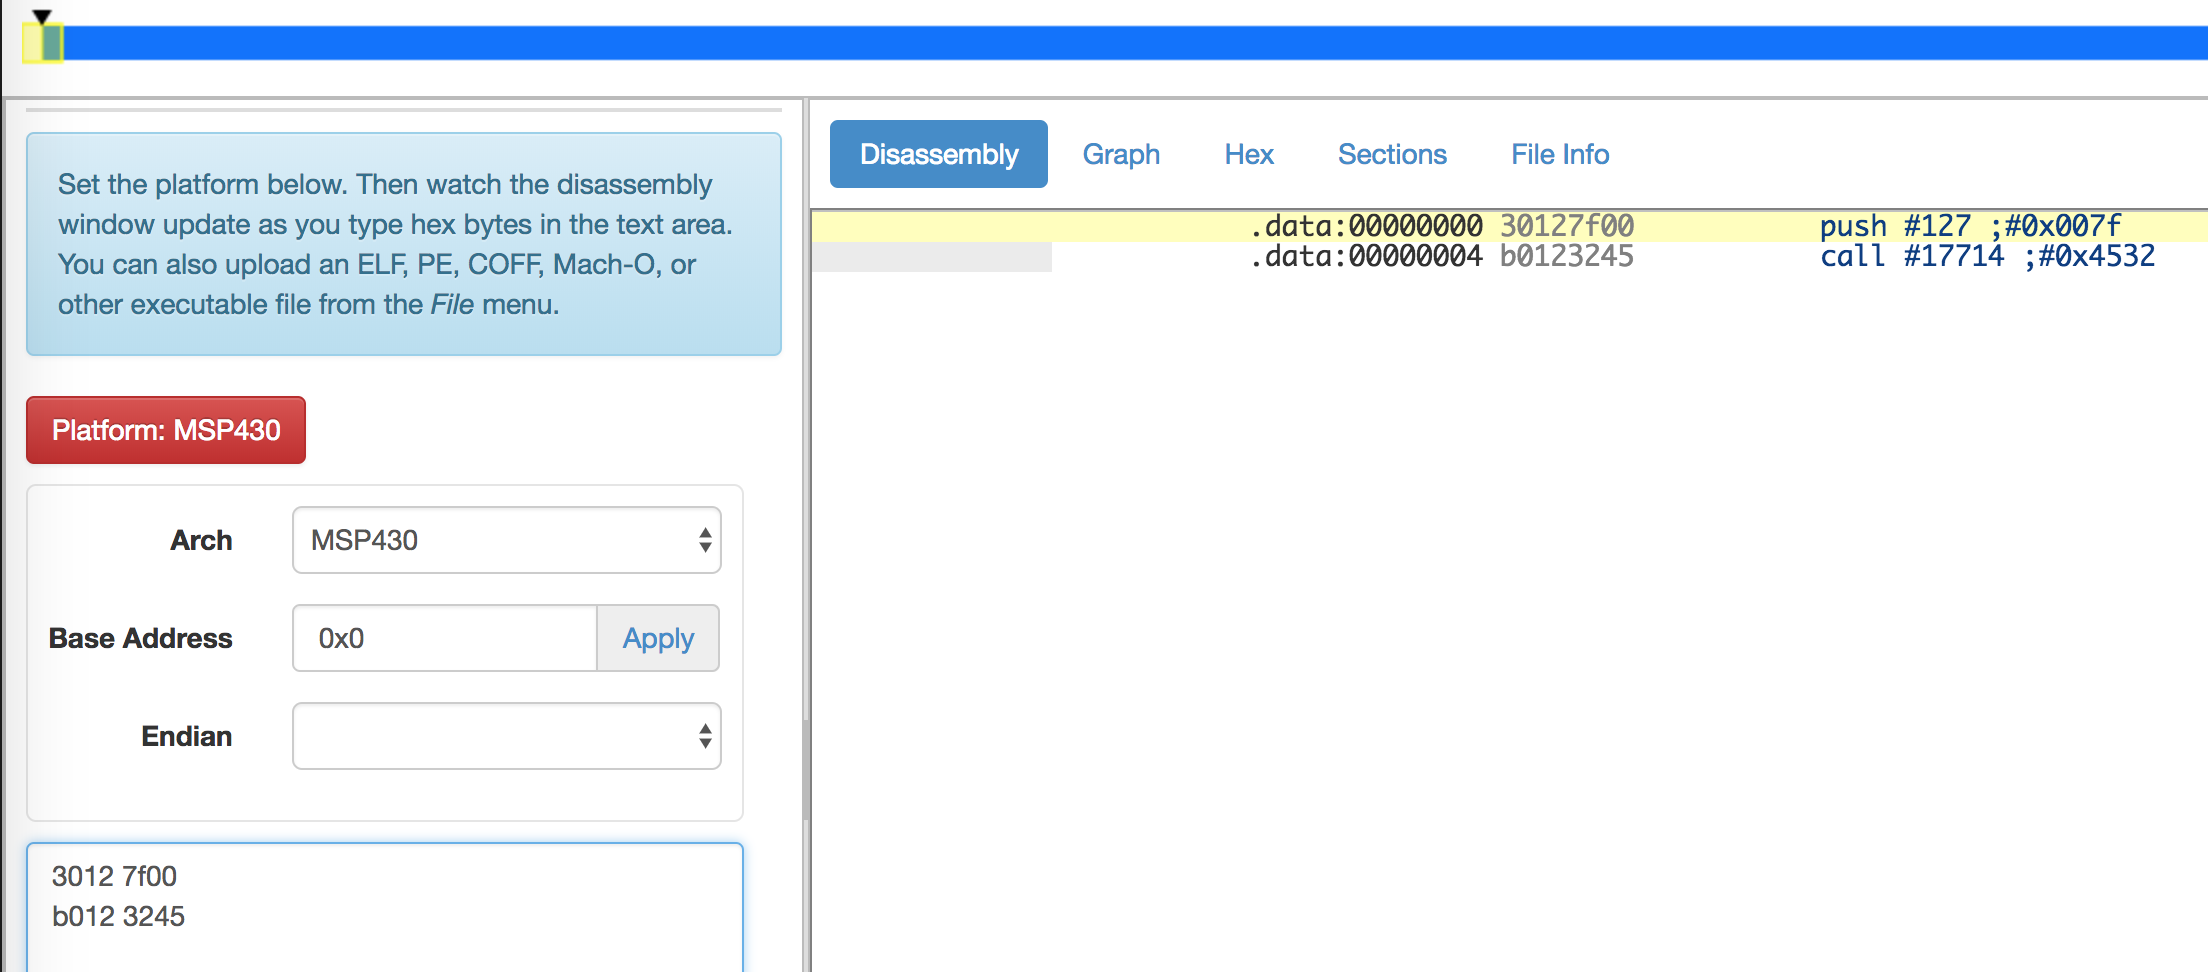 Set the platform below. Then watch the disassembly
window update as you type hex bytes in the text area.
You can also upload an ELF, PE, COFF, Mach-O, or
other executable file from the File menu.
Platform: MSP430
Arch
MSP430
Base Address
0x0
Apply
Endian
3012 7f00
b012 3245
Disassembly
Graph
Hex
Sections
File Info
.data:00000000 30127f00 push #127 ;#0x007f
.data:00000004 b0123245 call #17714 ;#0x4532